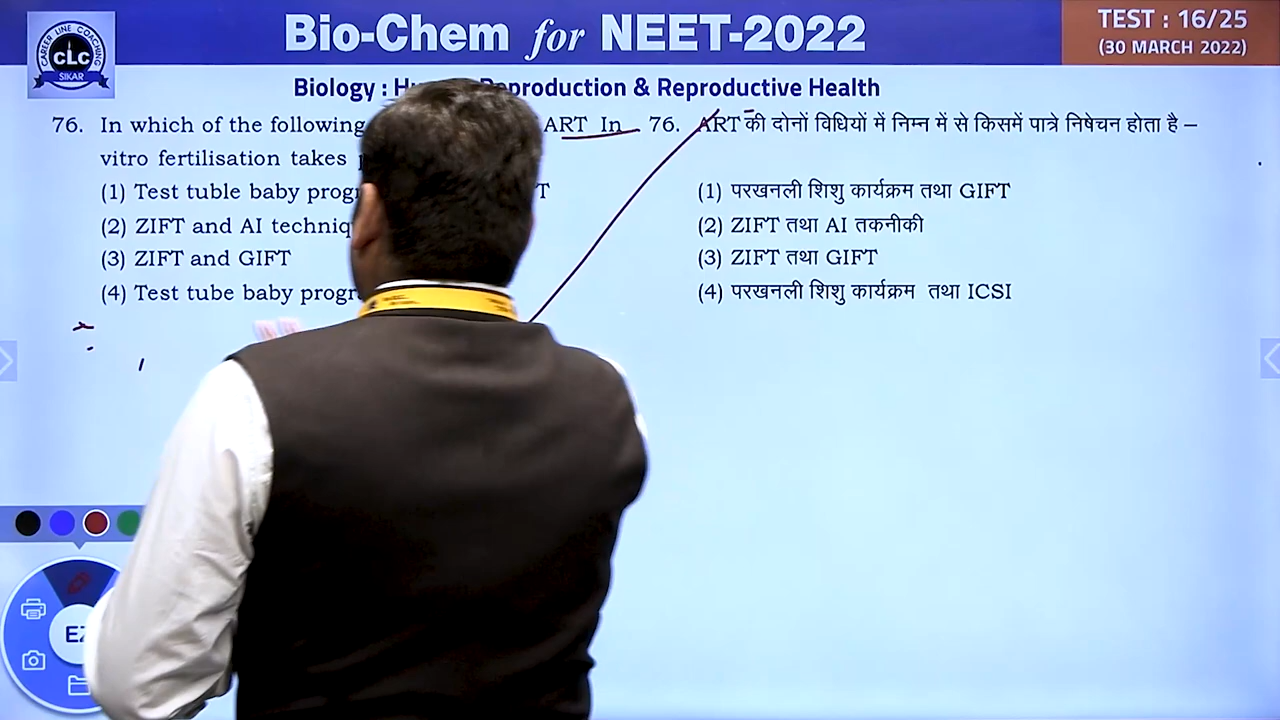 CAREER LINE COACHING
CLC
SIKAR
Bio-Chem for NEET-2022
TEST : 16/25
(30 MARCH 2022)
Biology : Reproduction & Reproductive Health
76. In which of the following ART In
vitro fertilisation takes
(1) Test tuble baby
(2) ZIFT and AI
(3) ZIFT and GIFT
(4) Test tube baby
76. ART की दोनों विधियों में निम्न में से किसमें पात्रे निषेचन होता है –
(1) परखनली शिशु कार्यक्रम तथा GIFT
(2) ZIFT तथा AI तकनीकी
(3) ZIFT तथा GIFT
(4) परखनली शिशु कार्यक्रम तथा ICSI